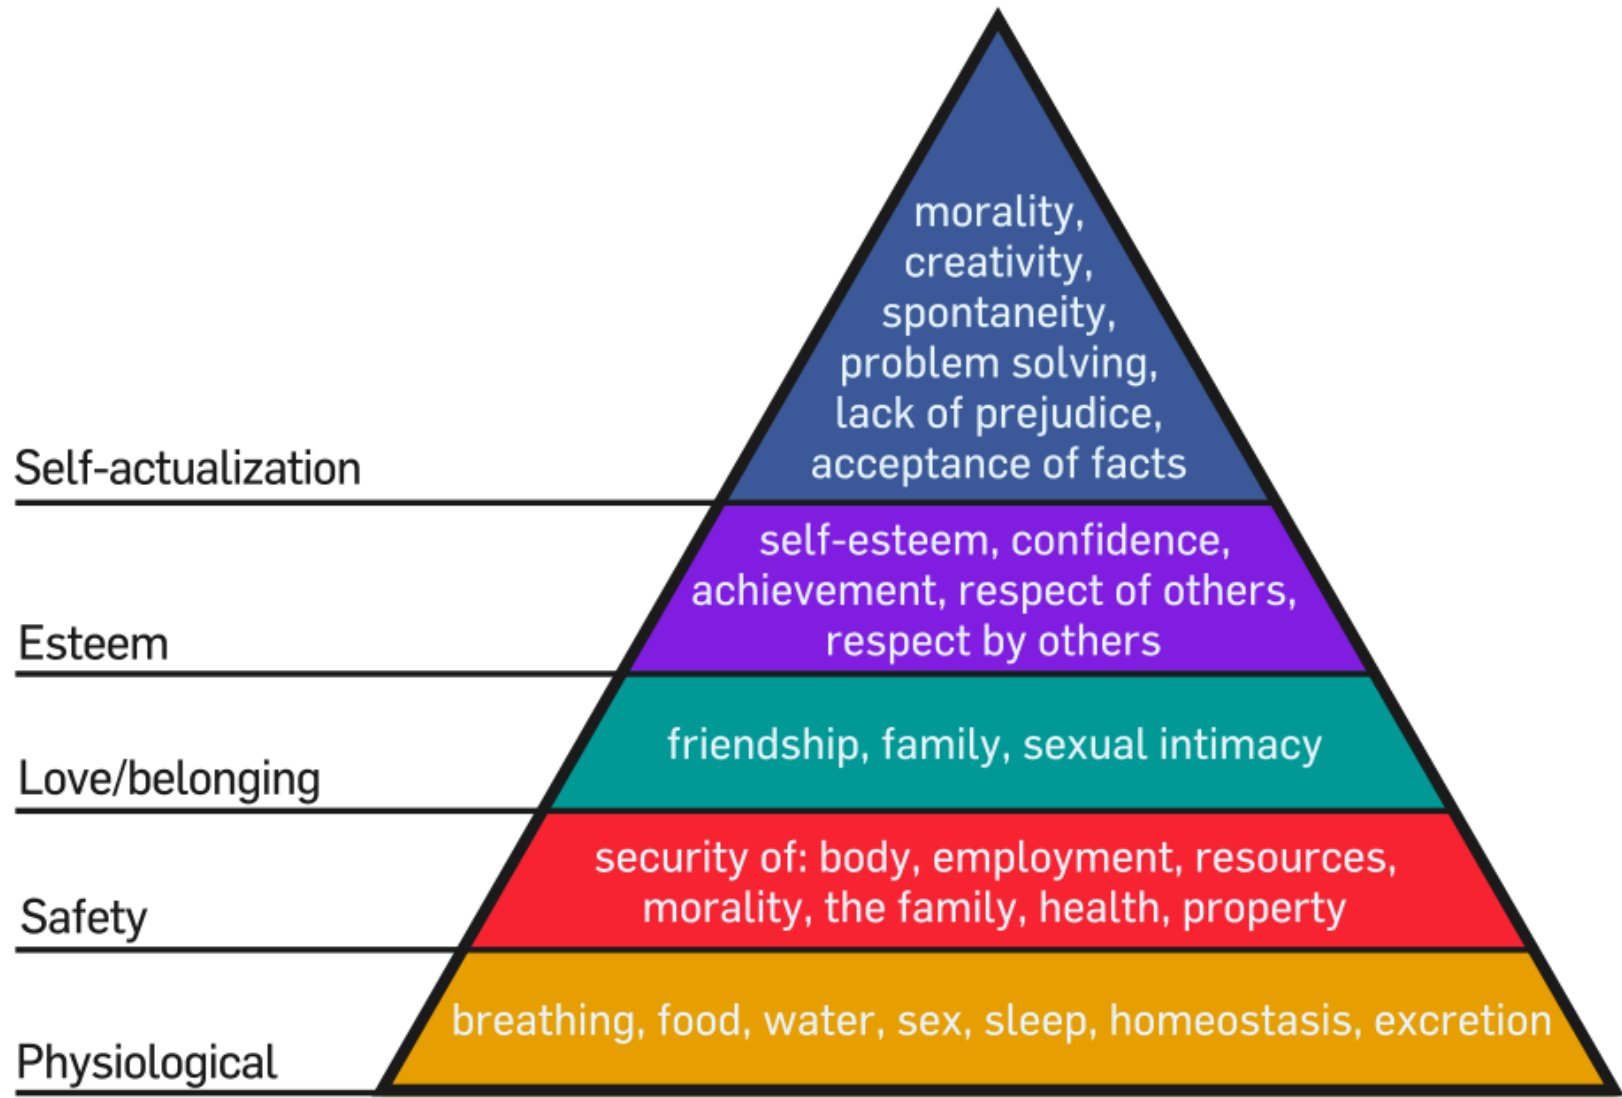 morality,
creativity,
spontaneity,
problem solving,
lack of prejudice,
acceptance of facts
Self-actualization
self-esteem, confidence,
achievement, respect of others,
respect by others
Esteem
friendship, family, sexual intimacy
Love/belonging
security of: body, employment, resources,
morality, the family, health, property
Safety
breathing, food, water, sex, sleep, homeostasis, excretion
Physiological